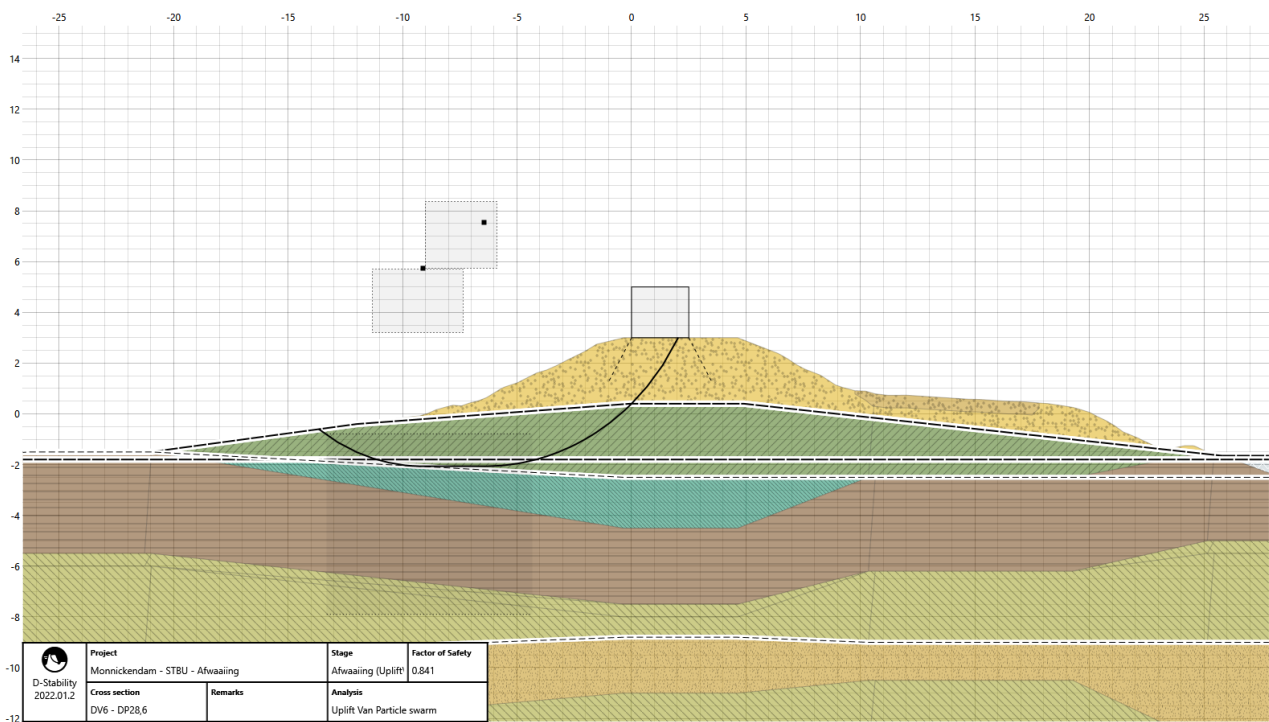 -25 -20 -15 -10 -5 0 5 10 15 20 25
14
12
10
8
6
4
2
0
-2
-4
-6
-8
-10
-12
D-Stability
2022.01.2
Project
Monnickendam - STBU - Afwaaiing
Stage
Afwaaiing (Uplift
Factor of Safety
0.841
Cross section
DV6 - DP28,6
Remarks
Analysis
Uplift Van Particle swarm